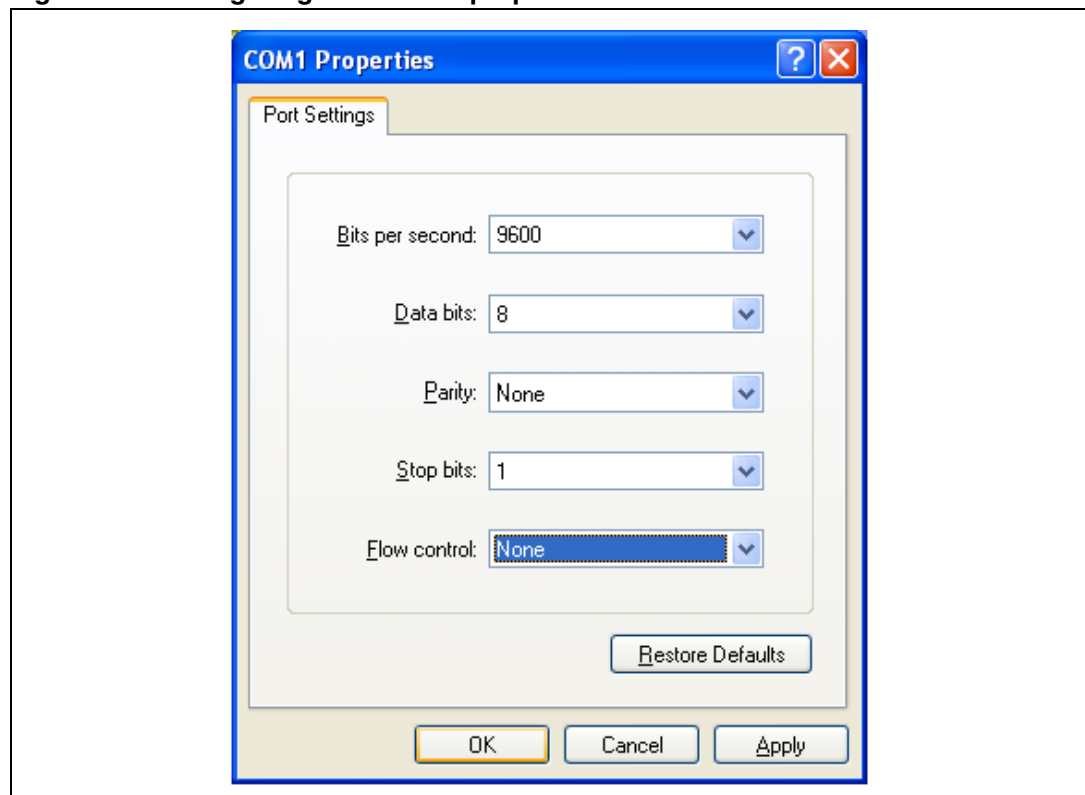 COM1 Properties
Port Settings
Bits per second: 9600
Data bits: 8
Parity: None
Stop bits: 1
Flow control: None
Restore Defaults
OK Cancel Apply